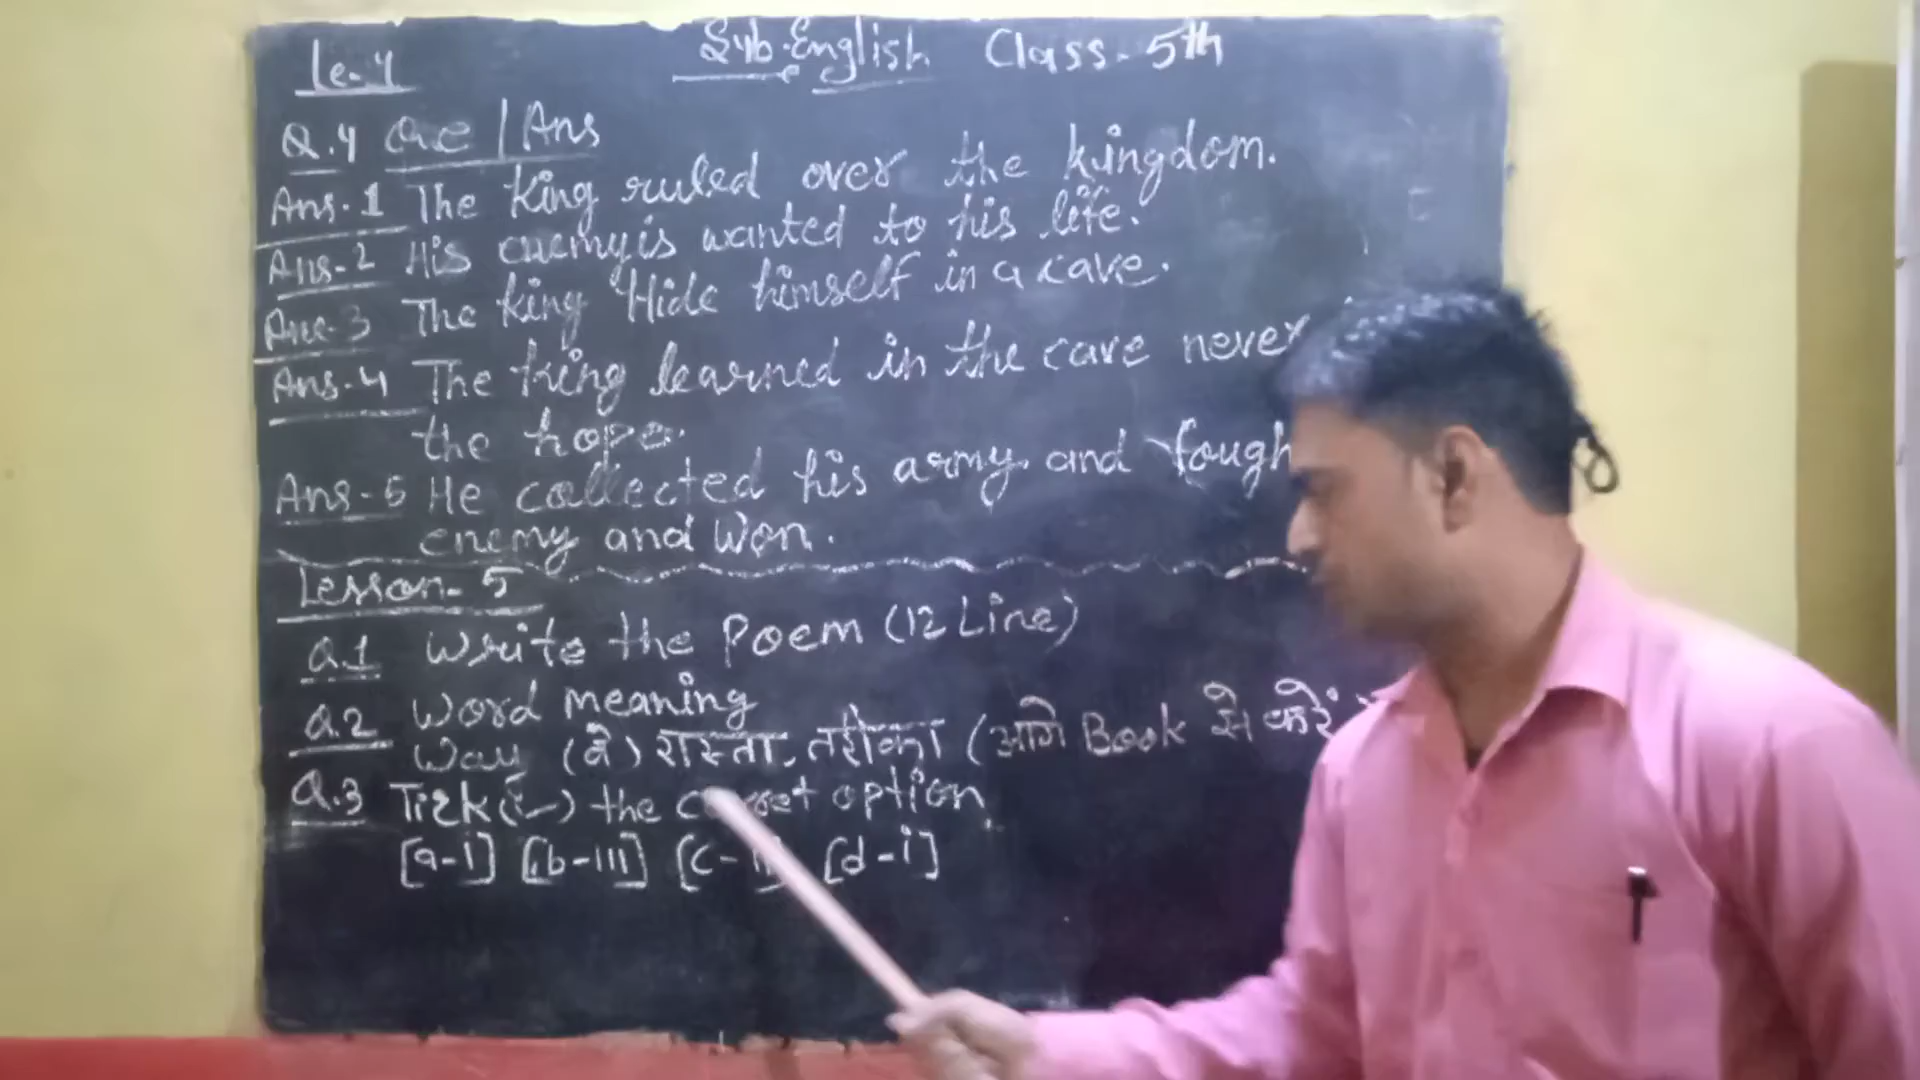 Le-4
Sub-English Class-5th
Q.4 Que/Ans
Ans-1 The King ruled over the kingdom.
Ans-2 His enemy is wanted to his life.
Ans-3 The King Hide himself in a cave.
Ans-4 The King learned in the cave never
the hope.
Ans-5 He collected his army and fough
enemy and Won.
Lesson-5
Q.1 Write the Poem (12 Line)
Q.2 Word meaning
Way (वे) रास्ता, तरीका (आगे Book से करें
Q.3 Tick(✓) the option
[a-i] [b-iii] [c-ii] [d-i]